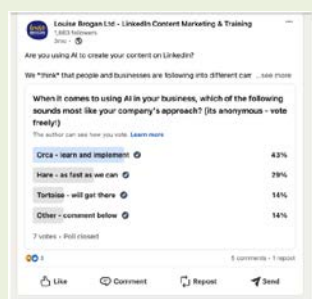 Louise Brogan Ltd - LinkedIn Content Marketing & Training
followers
3mo •
Are you using AI to create your content on LinkedIn?
We *think* that people and businesses are following into different cam ...see more
When it comes to using AI in your business, which of the following
sounds most like your company's approach? (its anonymous - vote
freely!)
The author can see how you vote. Learn more
Orca - learn and implement 43%
Hare - as fast as we can 29%
Tortoise - will get there 14%
Other - comment below 14%
7 votes • Poll closed
5 comments • 1 repost
Like Comment Repost Send